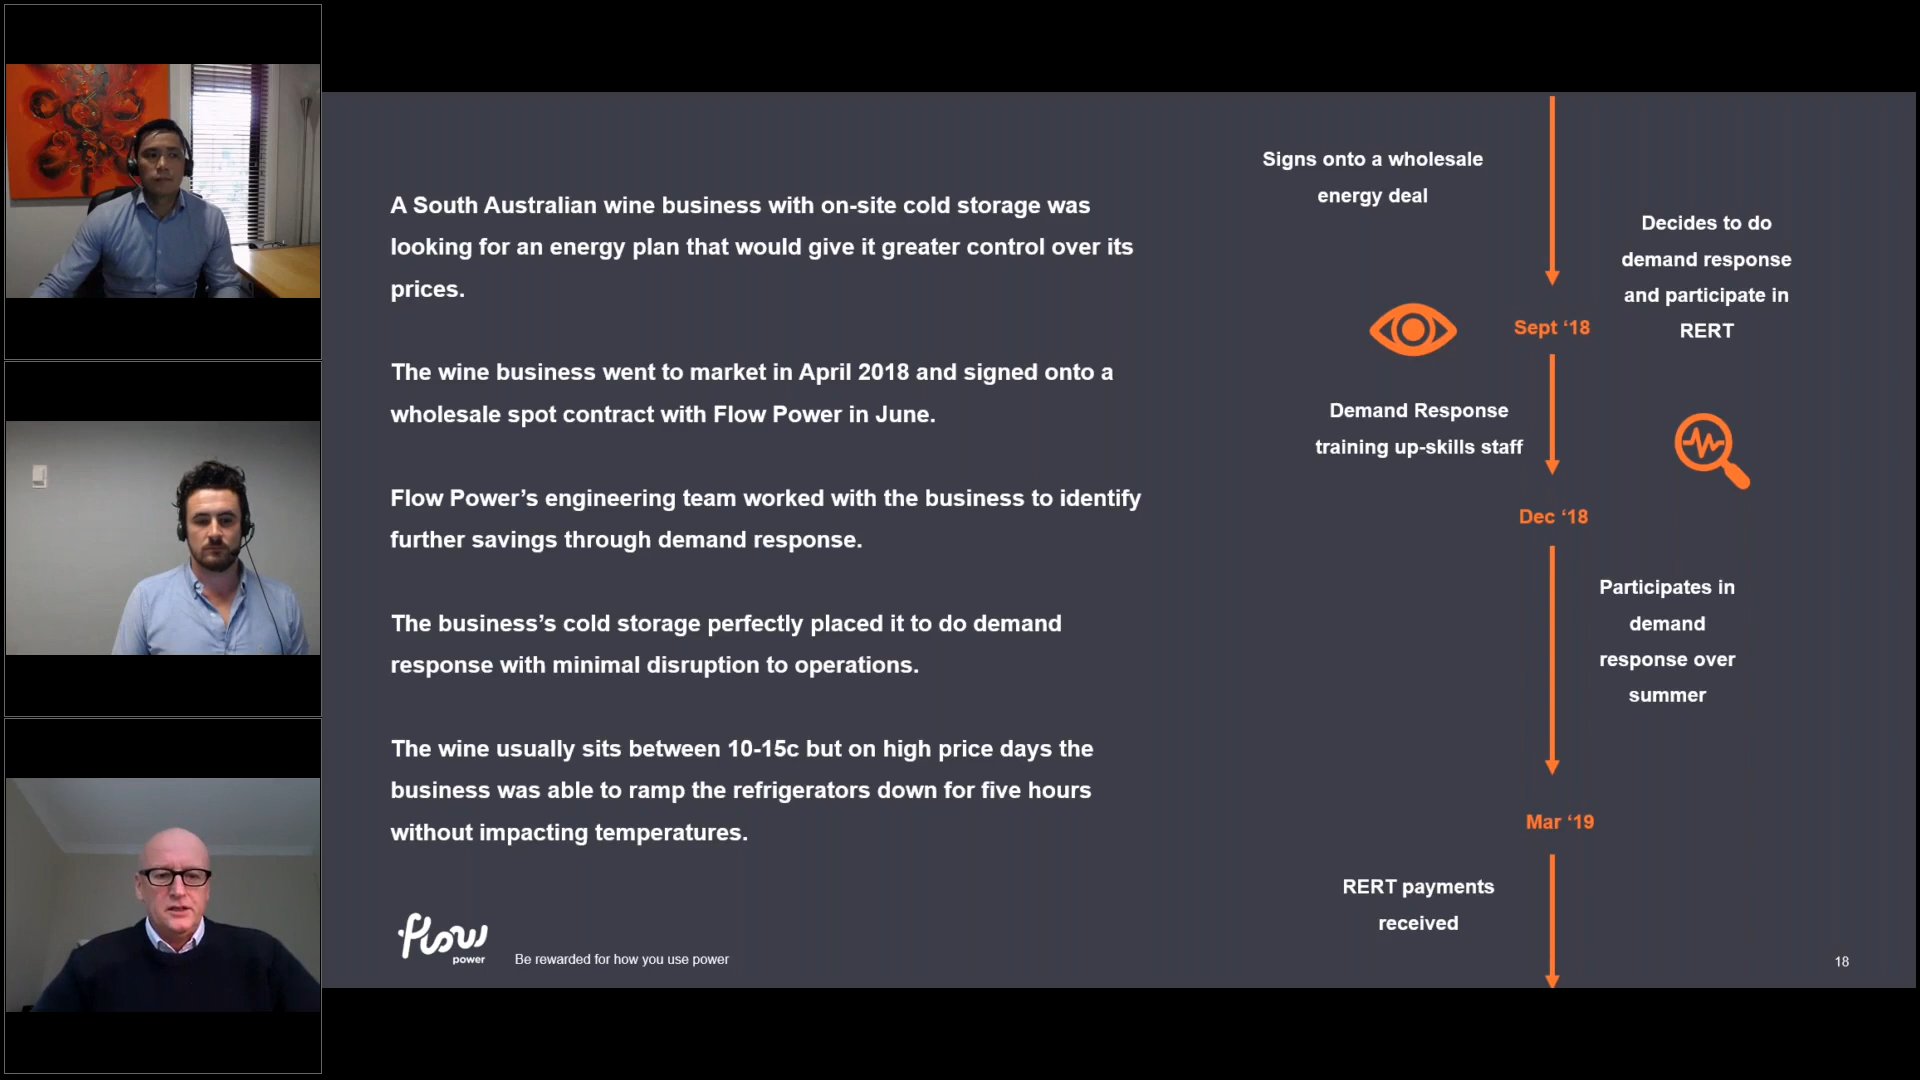 A South Australian wine business with on-site cold storage was
looking for an energy plan that would give it greater control over its
prices.
The wine business went to market in April 2018 and signed onto a
wholesale spot contract with Flow Power in June.
Flow Power’s engineering team worked with the business to identify
further savings through demand response.
The business’s cold storage perfectly placed it to do demand
response with minimal disruption to operations.
The wine usually sits between 10-15c but on high price days the
business was able to ramp the refrigerators down for five hours
without impacting temperatures.
flow
power
Be rewarded for how you use power
Signs onto a wholesale
energy deal
Decides to do
demand response
and participate in
RERT
Sept ‘18
Demand Response
training up-skills staff
Dec ‘18
Participates in
demand
response over
summer
Mar ‘19
RERT payments
received
18